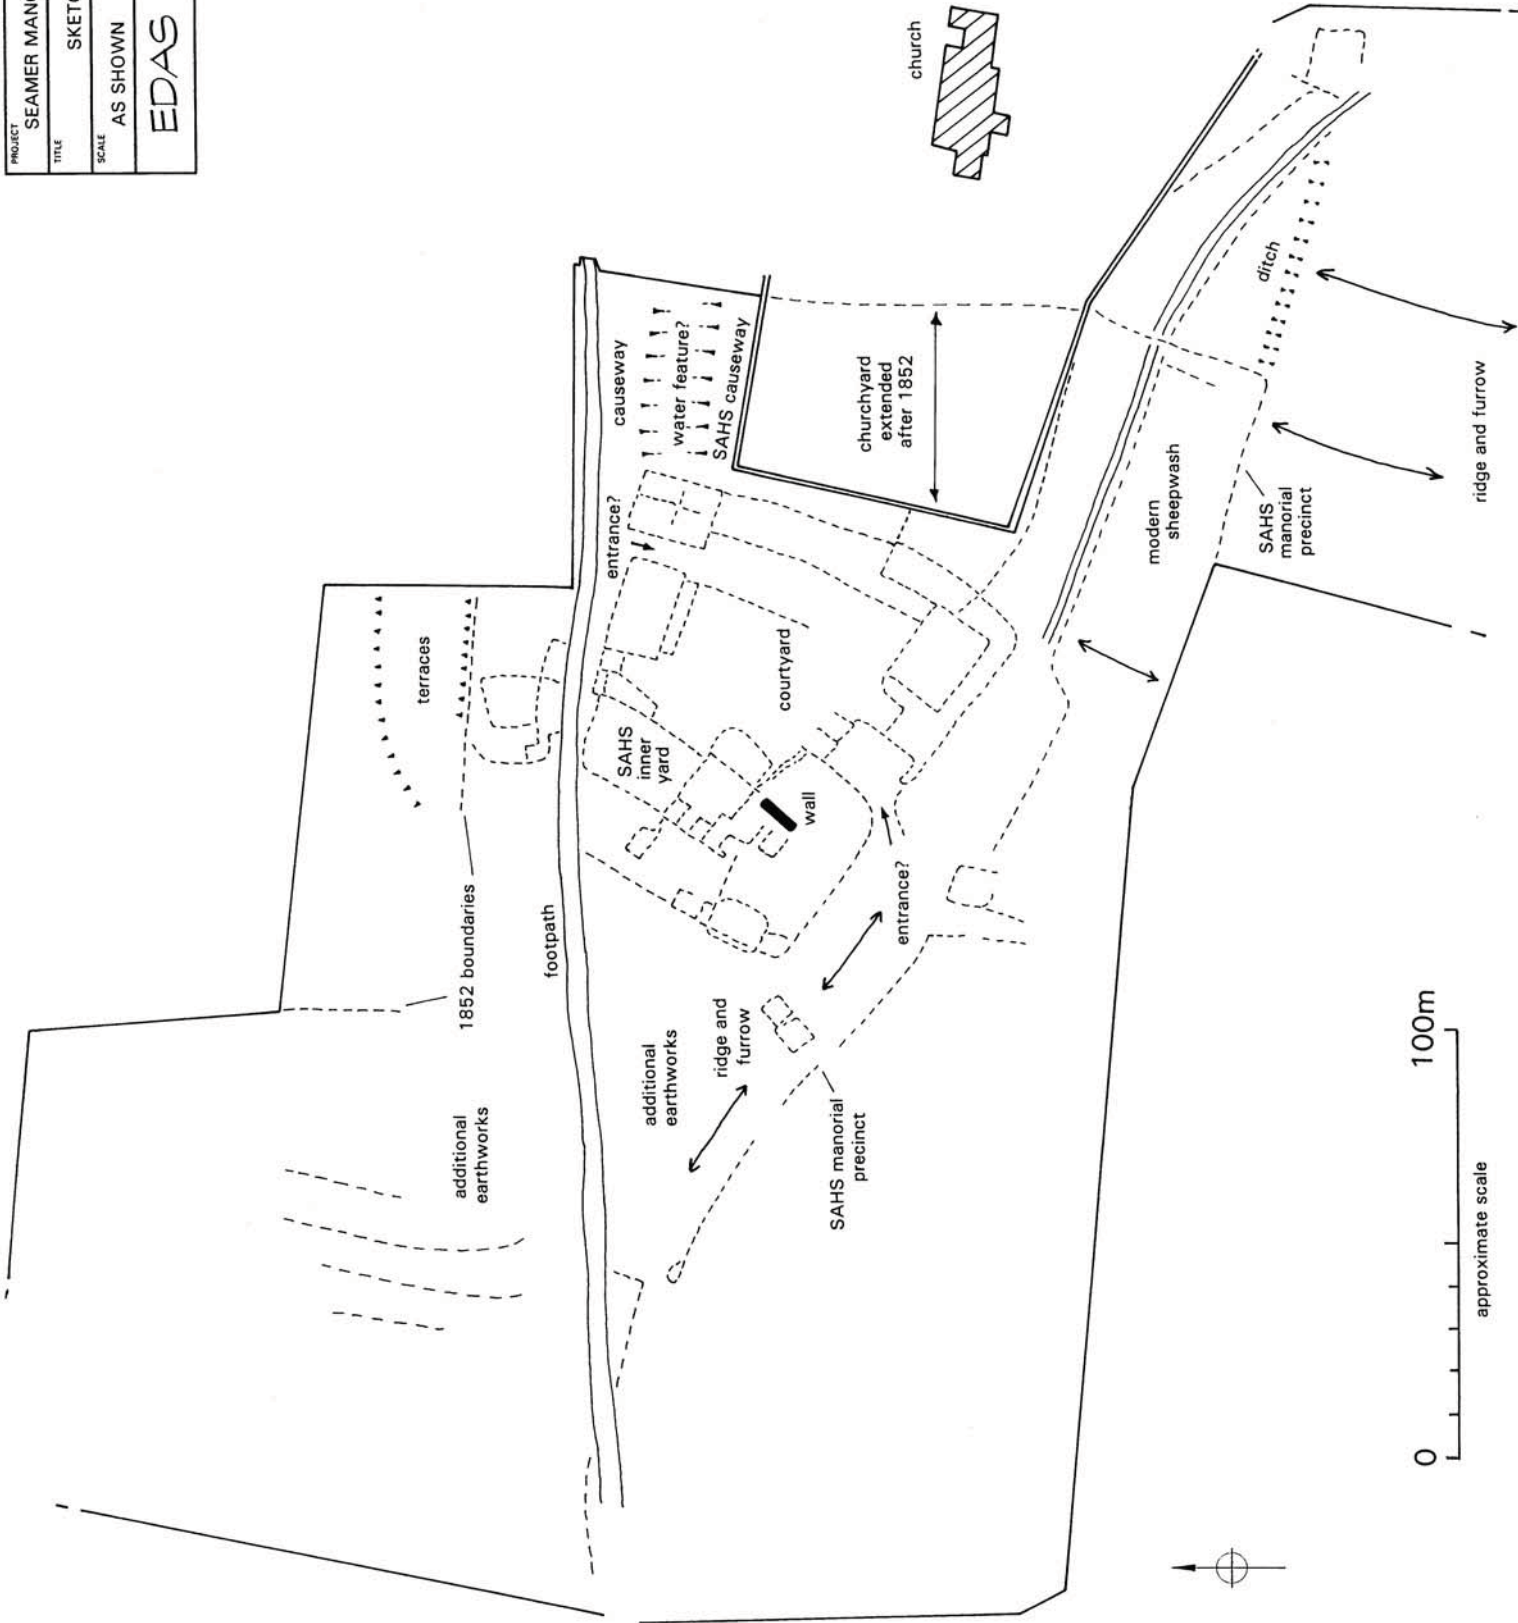 PROJECT
SEAMER
TITLE
SCALE
AS SHOWN
EDAS
terraces
1852 boundaries
additional
earthworks
footpath
causeway
entrance?
water feature?
SAHS causeway
SAHS
inner
yard
additional
earthworks
ridge and
furrow
courtyard
wall
SAHS manorial
precinct
entrance?
churchyard
extended
after 1852
church
modern
sheepwash
ditch
SAHS
manorial
precinct
ridge and furrow
0
100m
approximate scale